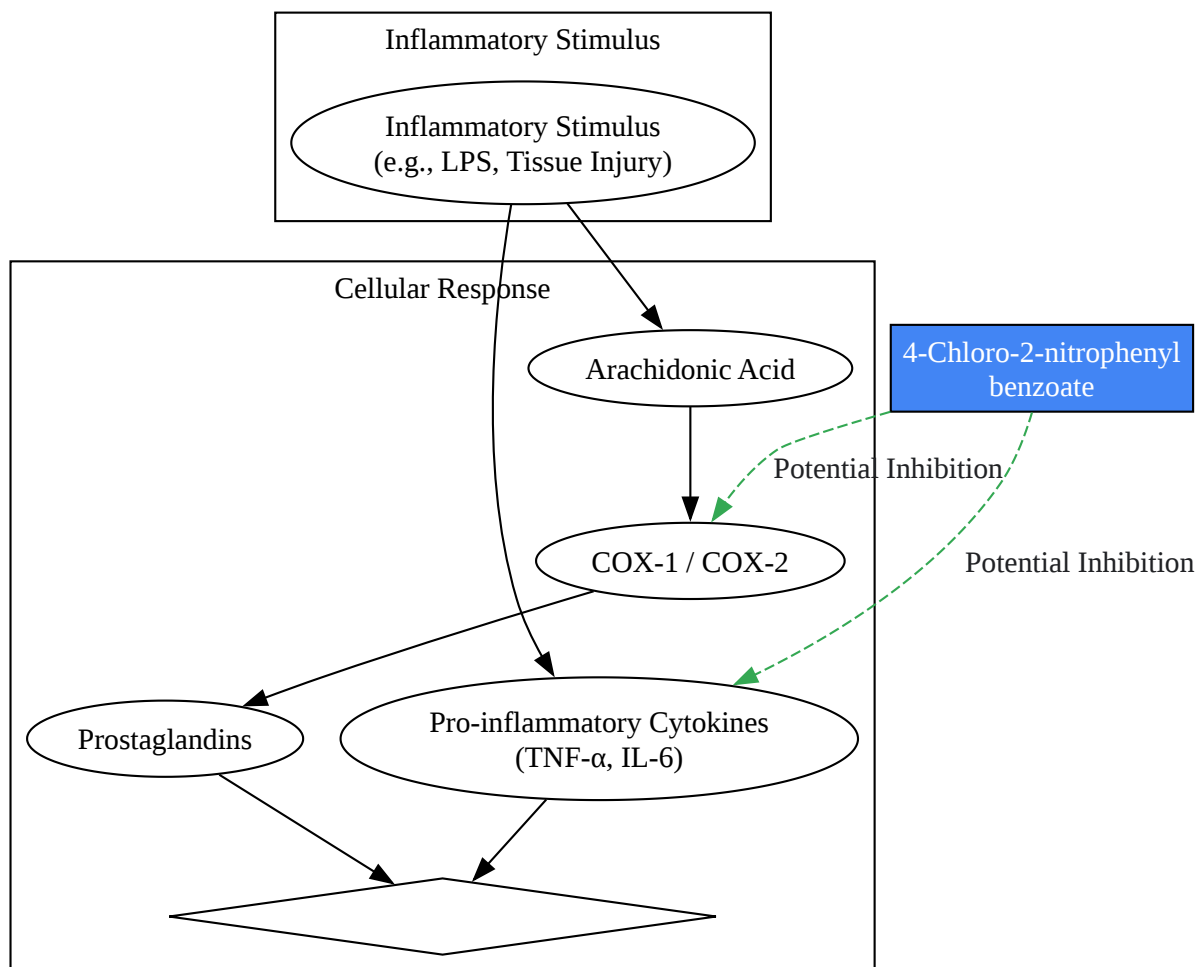 Inflammatory Stimulus
Inflammatory Stimulus
(e.g., LPS, Tissue Injury)
Cellular Response
Arachidonic Acid
4-Chloro-2-nitrophenyl
benzoate
Potential Inhibition
COX-1 / COX-2
Potential Inhibition
Prostaglandins
Pro-inflammatory Cytokines
(TNF-α, IL-6)